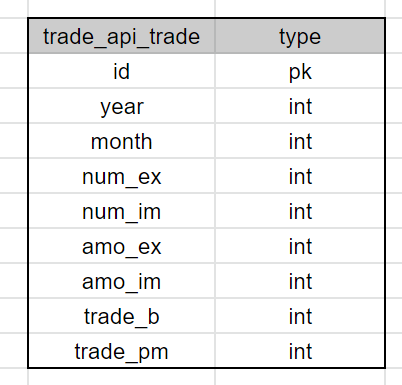 trade_api_trade type
id pk
year int
month int
num_ex int
num_im int
amo_ex int
amo_im int
trade_b int
trade_pm int